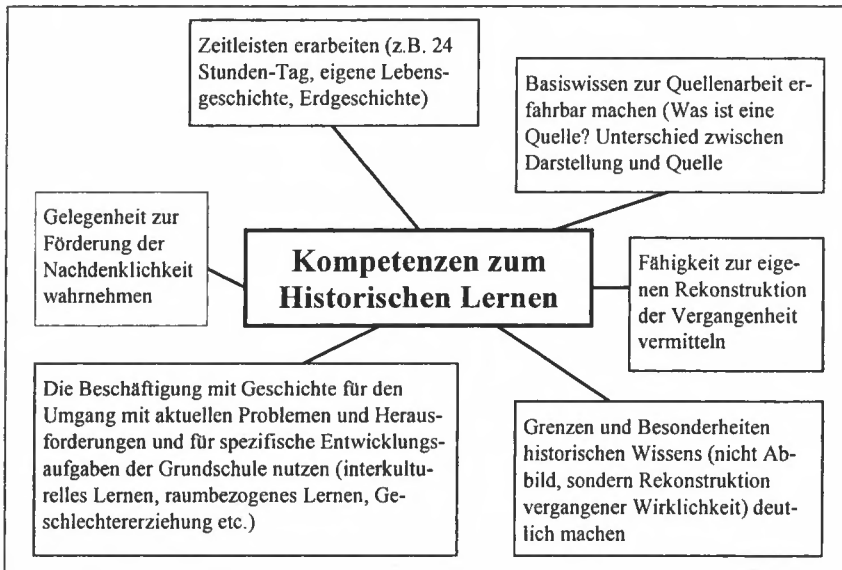 Zeitleisten erarbeiten (z.B. 24
Stunden-Tag, eigene Lebens-
geschichte, Erdgeschichte)
Basiswissen zur Quellenarbeit er-
fahrbar machen (Was ist eine
Quelle? Unterschied zwischen
Darstellung und Quelle
Gelegenheit zur
Förderung der
Nachdenklichkeit
wahrnehmen
Kompetenzen zum
Historischen Lernen
Fähigkeit zur eige-
nen Rekonstruktion
der Vergangenheit
vermitteln
Die Beschäftigung mit Geschichte für den
Umgang mit aktuellen Problemen und Heraus-
forderungen und für spezifische Entwicklungs-
aufgaben der Grundschule nutzen (interkultu-
relles Lernen, raumbezogenes Lernen, Ge-
schlechtererziehung etc.)
Grenzen und Besonderheiten
historischen Wissens (nicht Ab-
bild, sondern Rekonstruktion
vergangener Wirklichkeit) deut-
lich machen